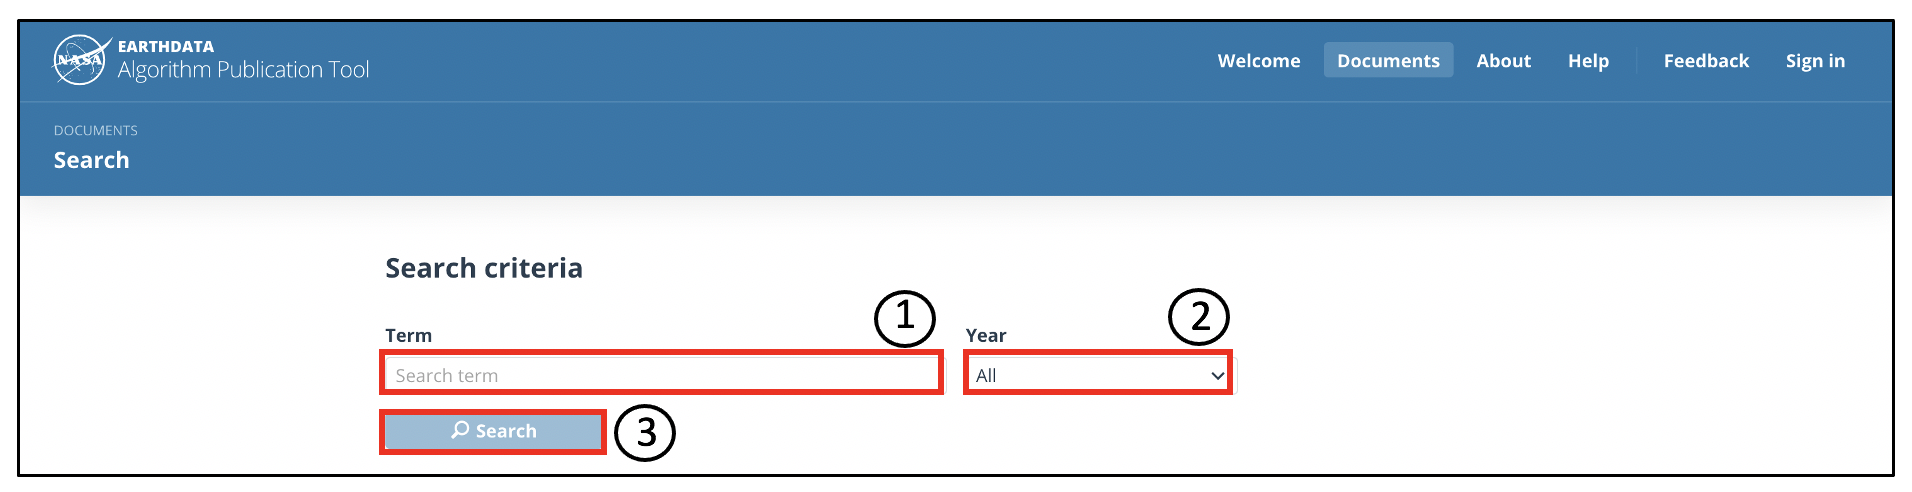 NASA
EARTHDATA
Algorithm Publication Tool
Welcome Documents About Help Feedback Sign in
DOCUMENTS
Search
Search criteria
1
2
Term
Year
Search term
All
Search
3